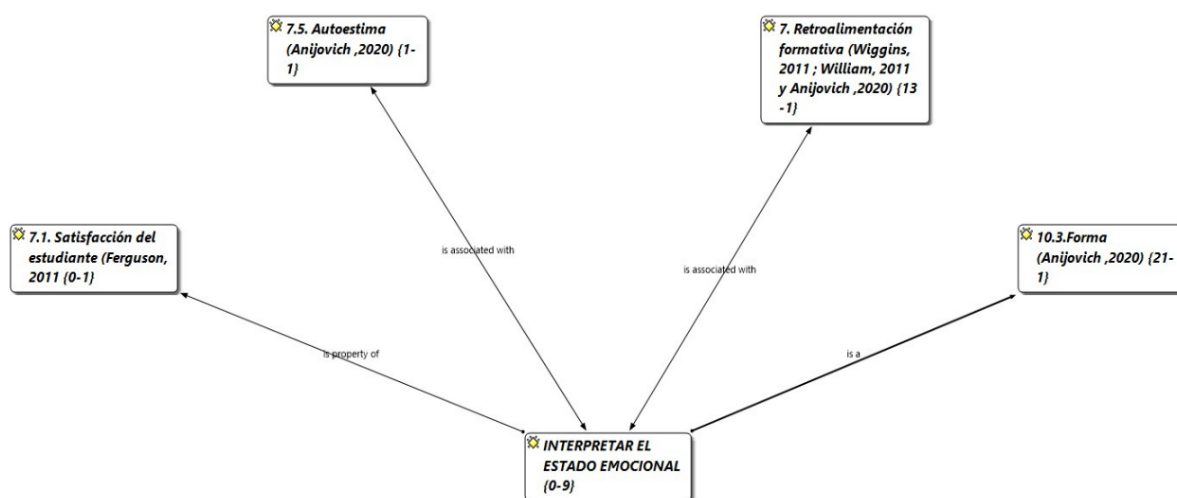 7.5. Autoestima
(Anijovich ,2020) {1-
1}
7. Retroalimentación
formativa (Wiggins,
2011 ; William, 2011
y Anijovich ,2020) {13
-1}
7.1. Satisfacción del
estudiante (Ferguson,
2011 {0-1}
10.3.Forma
(Anijovich ,2020) {21-
1}
is associated with
is associated with
is property of
is a
INTERPRETAR EL
ESTADO EMOCIONAL
{0-9}